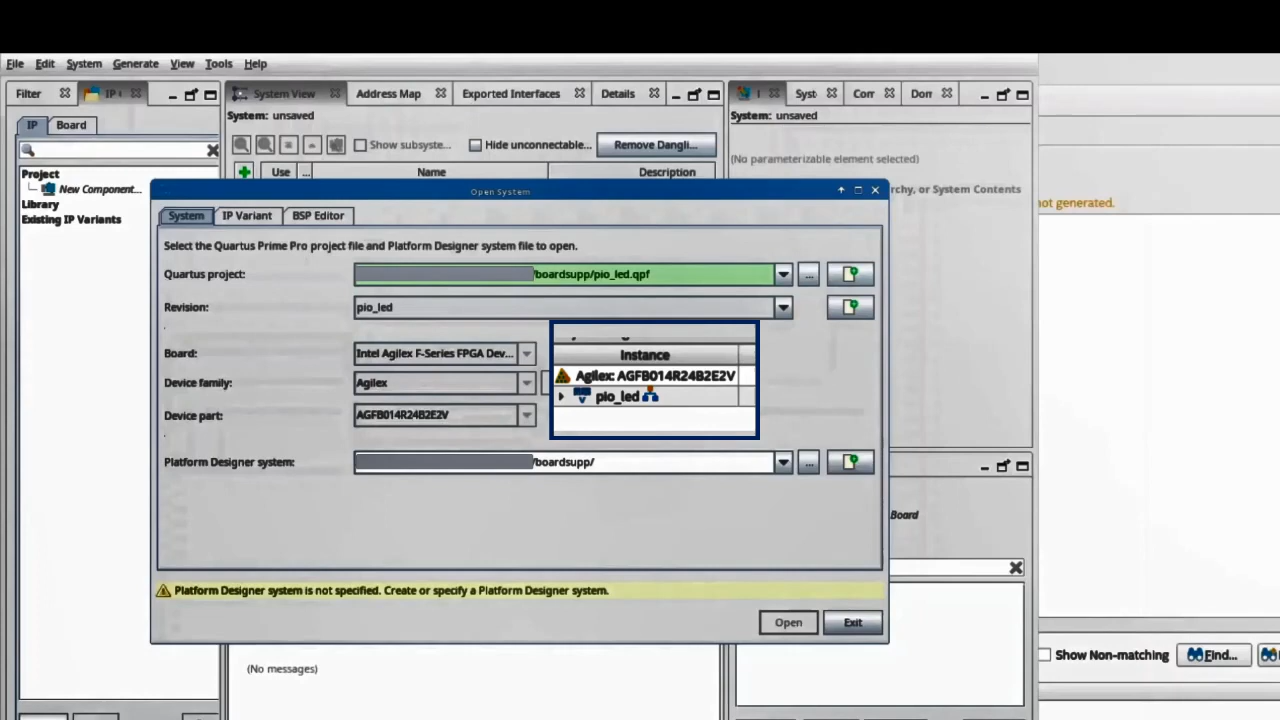 File Edit System Generate View Tools Help
Filter IP System View Address Map Exported Interfaces Details Syst
System: unsaved System: unsaved
IP Board
Show subsyste... Hide unconnectable... Remove Dangli... (No parameterizable element selected)
Use ... Name Description
Project
New Component... rchy, or System Contents
Library
Existing IP Variants
not generated.
Open System
System IP Variant BSP Editor
Select the Quartus Prime Pro project file and Platform Designer system file to open.
Quartus project: /boardsupp/pio_led.qpf ...
Revision: pio_led
Board: Intel Agilex F-Series FPGA Dev...
Device family: Agilex
Device part: AGFB014R24B2E2V
Instance
Agilex: AGFB014R24B2E2V
pio_led
Platform Designer system: /boardsupp/ ...
Board
Platform Designer system is not specified. Create or specify a Platform Designer system.
Open Exit
(No messages)
Show Non-matching Find...